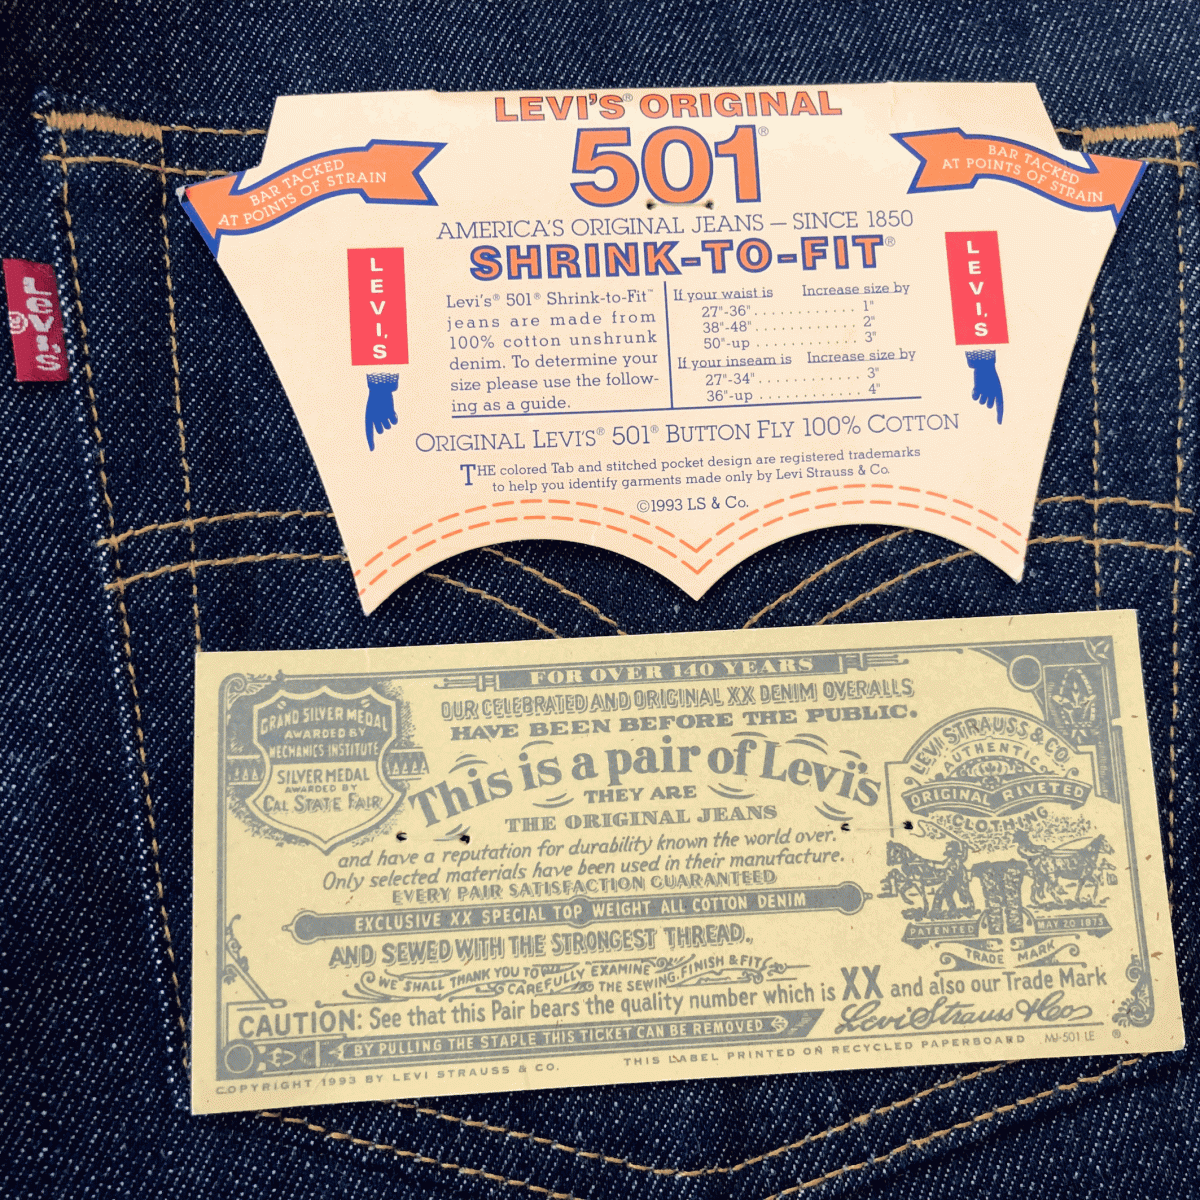 LEVI'S® ORIGINAL
501®
BAR TACKED
AT POINTS OF STRAIN
BAR TACKED
AT POINTS OF STRAIN
AMERICA'S ORIGINAL JEANS – SINCE 1850
SHRINK-TO-FIT®
LEVI'S
LEVI'S
Levi's
Levi's® 501® Shrink-to-Fit™
jeans are made from
100% cotton unshrunk
denim. To determine your
size please use the follow-
ing as a guide.
If your waist is Increase size by
27"-36" . . . . . . . . . . . . 1"
38"-48" . . . . . . . . . . . . 2"
50"-up . . . . . . . . . . . . 3"
If your inseam is Increase size by
27"-34" . . . . . . . . . . . . 3"
36"-up . . . . . . . . . . . . 4"
ORIGINAL LEVI'S® 501® BUTTON FLY 100% COTTON
THE colored Tab and stitched pocket design are registered trademarks
to help you identify garments made only by Levi Strauss & Co.
©1993 LS & Co.
FOR OVER 140 YEARS
OUR CELEBRATED AND ORIGINAL XX DENIM OVERALLS
HAVE BEEN BEFORE THE PUBLIC.
GRAND SILVER MEDAL
AWARDED BY
MECHANICS INSTITUTE
SILVER MEDAL
AWARDED BY
CAL STATE FAIR
This is a pair of Levi's
THEY ARE
THE ORIGINAL JEANS
and have a reputation for durability known the world over.
Only selected materials have been used in their manufacture.
EVERY PAIR SATISFACTION GUARANTEED
EXCLUSIVE XX SPECIAL TOP WEIGHT ALL COTTON DENIM
AND SEWED WITH THE STRONGEST THREAD.
WE SHALL THANK YOU TO CAREFULLY EXAMINE THE SEWING, FINISH & FIT
LEVI STRAUSS & CO.
AUTHENTIC
ORIGINAL RIVETED
CLOTHING
PATENTED MAY 20 1873
TRADE MARK
CAUTION: See that this Pair bears the quality number which is XX and also our Trade Mark
Levi Strauss & Co
BY PULLING THE STAPLE THIS TICKET CAN BE REMOVED
COPYRIGHT 1993 BY LEVI STRAUSS & CO. THIS LABEL PRINTED ON RECYCLED PAPERBOARD MJ-501 LE ®